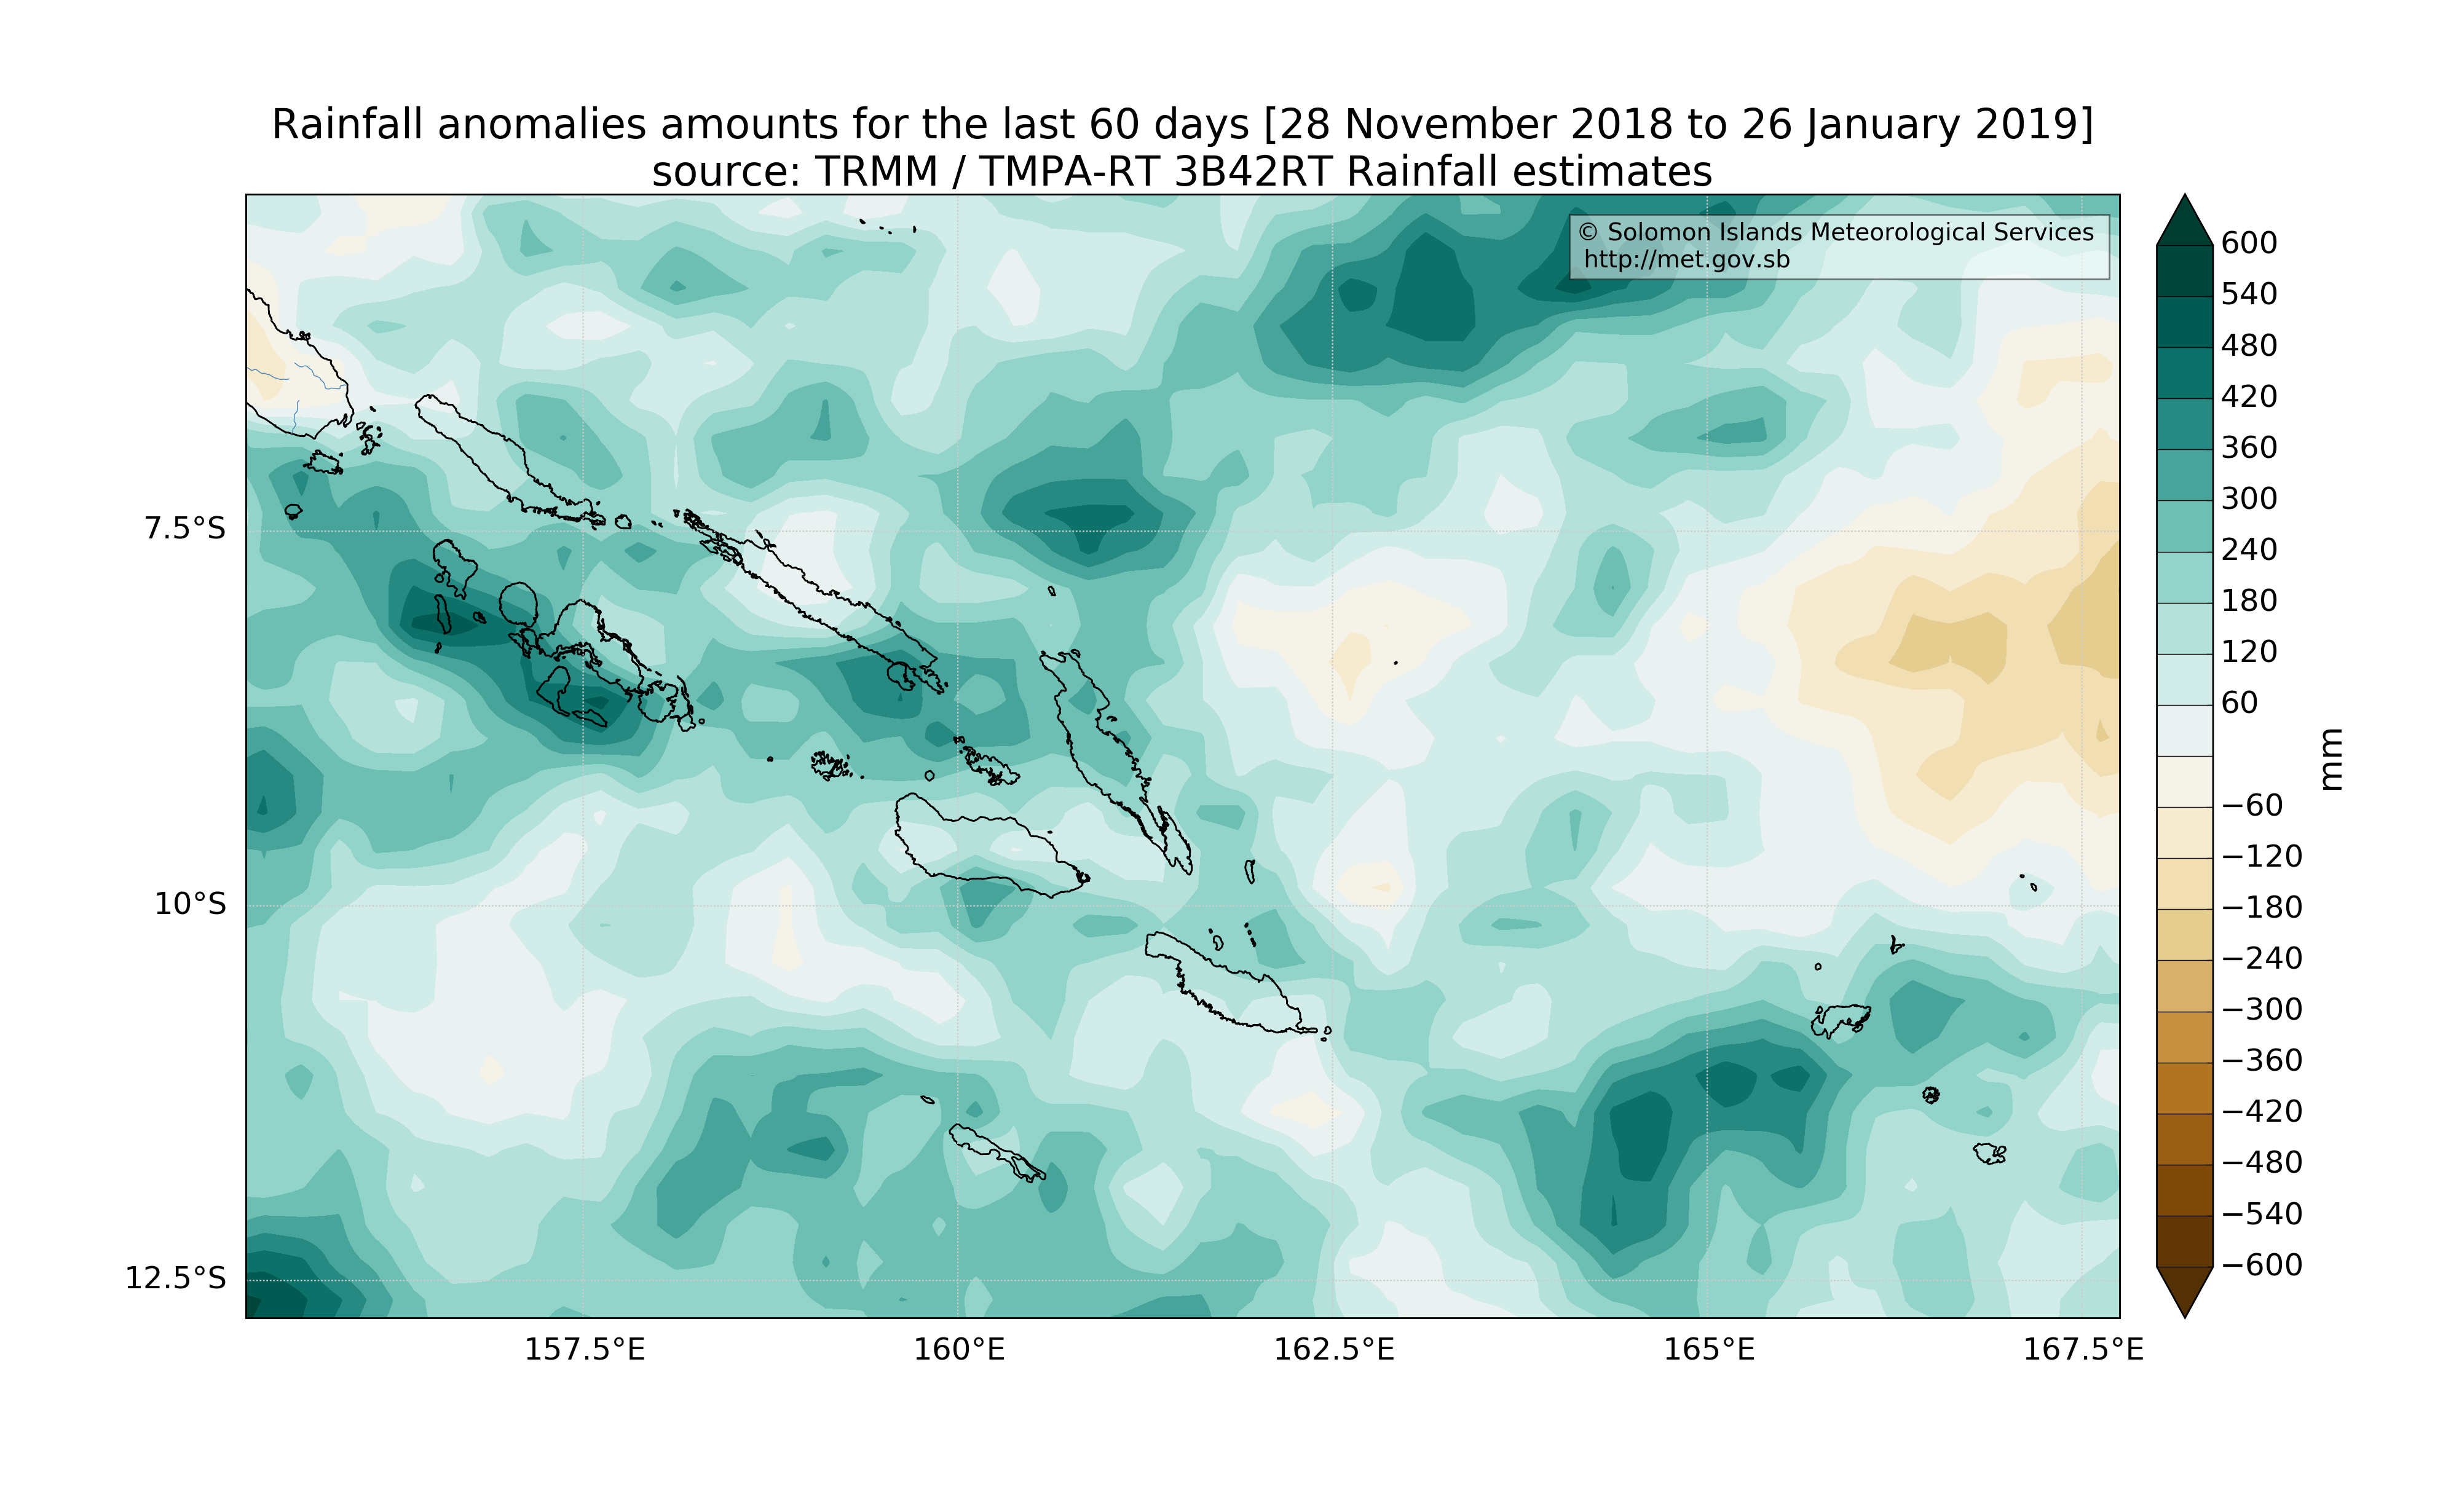 Rainfall anomalies amounts for the last 60 days [28 November 2018 to 26 January 2019]
source: TRMM / TMPA-RT 3B42RT Rainfall estimates
© Solomon Islands Meteorological Services
http://met.gov.sb
7.5°S
10°S
12.5°S
157.5°E
160°E
162.5°E
165°E
167.5°E
600
540
480
420
360
300
240
180
120
60
−60
−120
−180
−240
−300
−360
−420
−480
−540
−600
mm